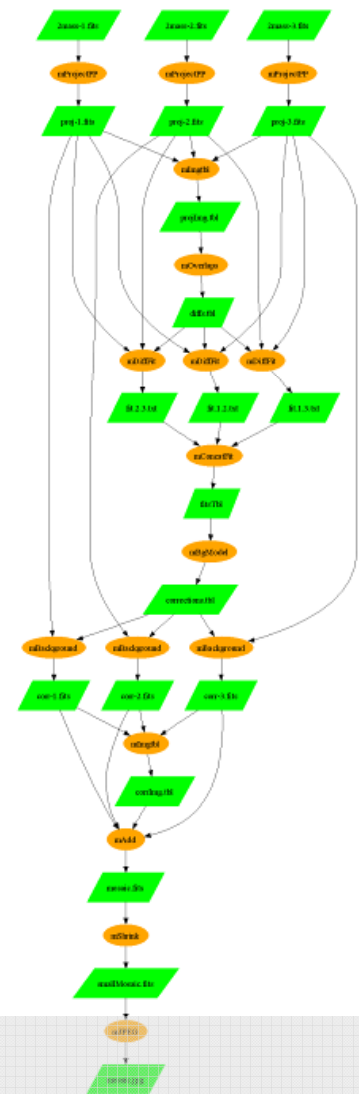 2mass-1.fits 2mass-2.fits 2mass-3.fits
mProjectPP mProjectPP mProjectPP
proj-1.fits proj-2.fits proj-3.fits
mImgtbl
projImg.tbl
mOverlaps
diffs.tbl
mDiffFit mDiffFit mDiffFit
fit.2.3.txt fit.1.2.txt fit.1.3.txt
mConcatFit
fits.Tbl
mBgModel
corrections.tbl
mBackground mBackground mBackground
corr-1.fits corr-2.fits corr-3.fits
mImgtbl
corrImg.tbl
mAdd
mosaic.fits
mShrink
smallMosaic.fits
mJPEG